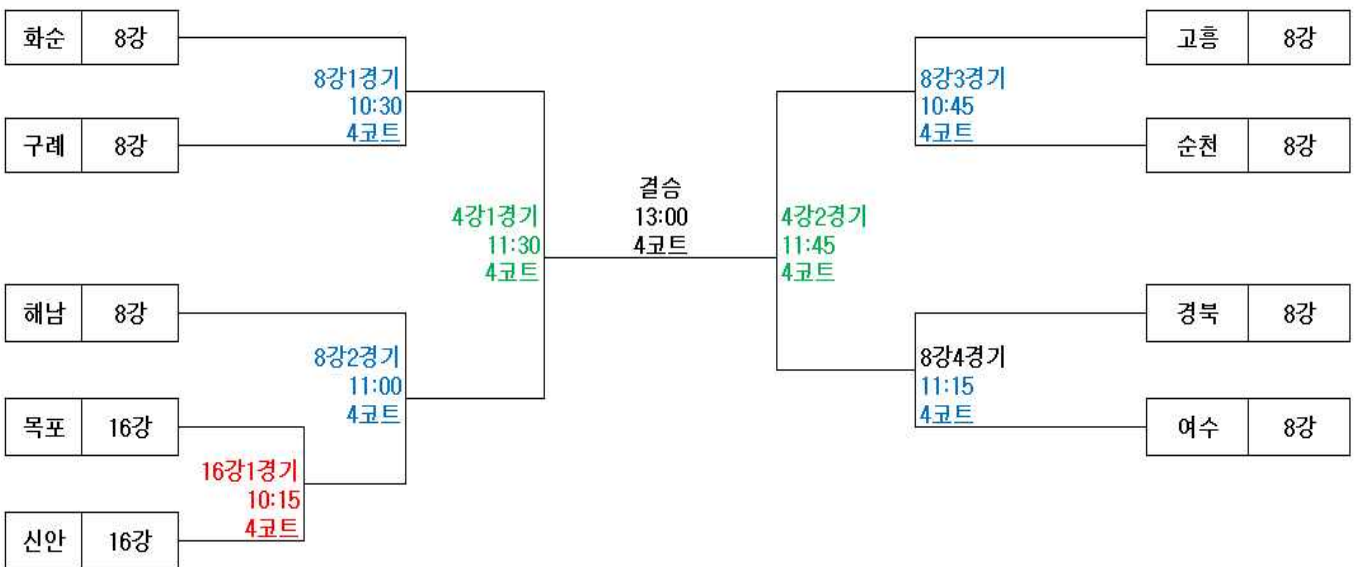 화순 8강
8강1경기
10:30
4코트
구례 8강
4강1경기
11:30
4코트
해남 8강
8강2경기
11:00
4코트
목포 16강
16강1경기
10:15
4코트
신안 16강
결승
13:00
4코트
고흥 8강
8강3경기
10:45
4코트
순천 8강
4강2경기
11:45
4코트
경북 8강
8강4경기
11:15
4코트
여수 8강